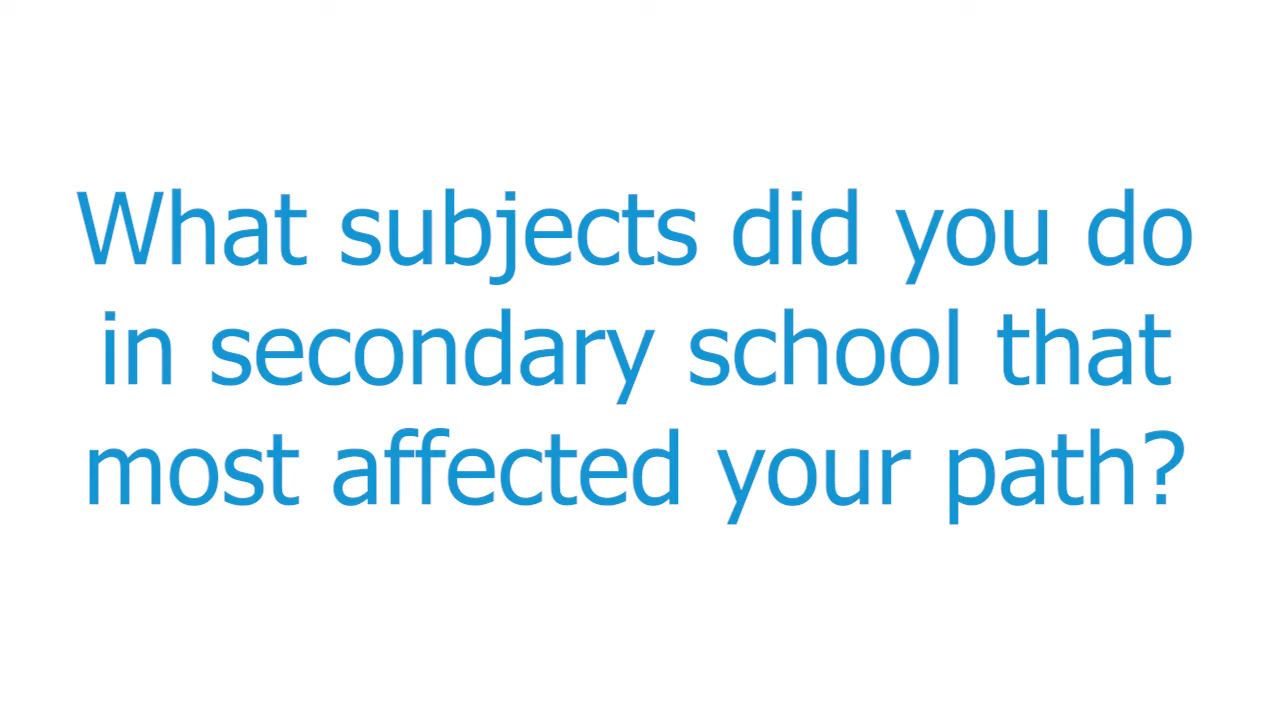 What subjects did you do
in secondary school that
most affected your path?